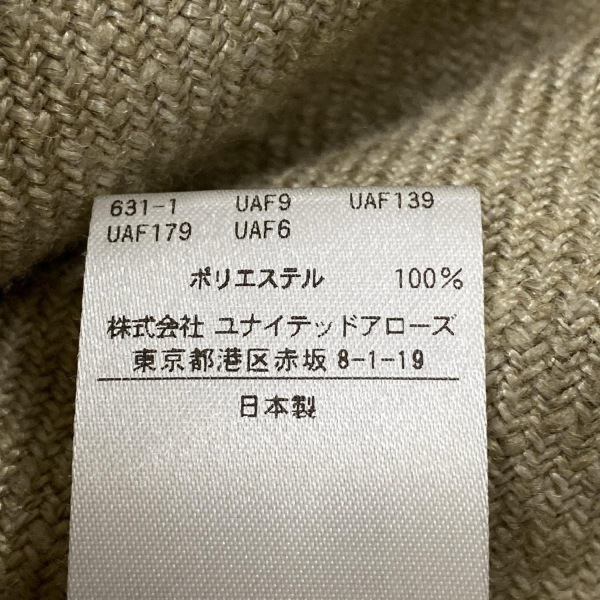 631-1 UAF9 UAF139
UAF179 UAF6
ポリエステル 100%
株式会社 ユナイテッドアローズ
東京都港区赤坂 8-1-19
日本製